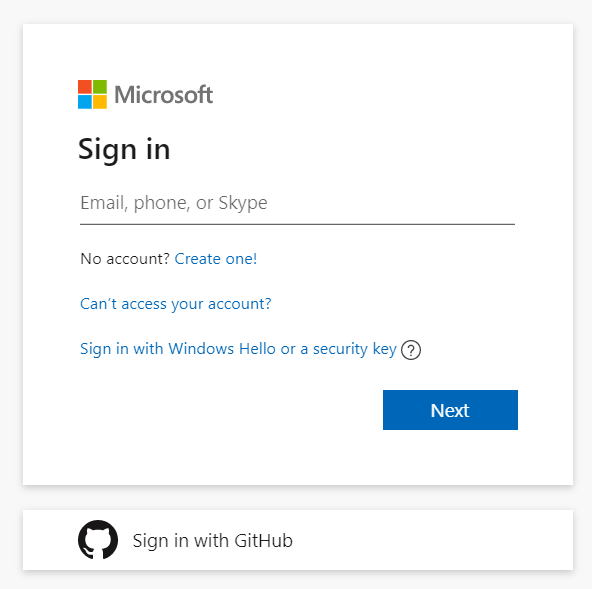 Microsoft
Sign in
Email, phone, or Skype
No account? Create one!
Can't access your account?
Sign in with Windows Hello or a security key ?
Next
Sign in with GitHub